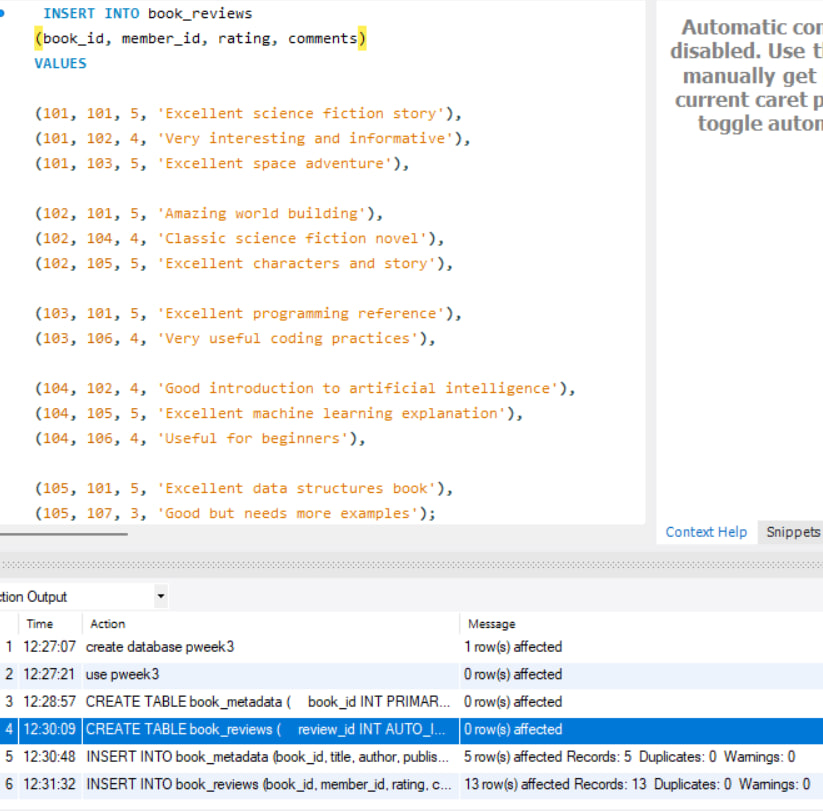 INSERT INTO book_reviews
(book_id, member_id, rating, comments)
VALUES
(101, 101, 5, 'Excellent science fiction story'),
(101, 102, 4, 'Very interesting and informative'),
(101, 103, 5, 'Excellent space adventure'),
(102, 101, 5, 'Amazing world building'),
(102, 104, 4, 'Classic science fiction novel'),
(102, 105, 5, 'Excellent characters and story'),
(103, 101, 5, 'Excellent programming reference'),
(103, 106, 4, 'Very useful coding practices'),
(104, 102, 4, 'Good introduction to artificial intelligence'),
(104, 105, 5, 'Excellent machine learning explanation'),
(104, 106, 4, 'Useful for beginners'),
(105, 101, 5, 'Excellent data structures book'),
(105, 107, 3, 'Good but needs more examples');
Automatic con
disabled. Use t
manually get
current caret p
toggle auton
Context Help Snippets
ction Output
Time Action Message
1 12:27:07 create database pweek3 1 row(s) affected
2 12:27:21 use pweek3 0 row(s) affected
3 12:28:57 CREATE TABLE book_metadata ( book_id INT PRIMAR... 0 row(s) affected
4 12:30:09 CREATE TABLE book_reviews ( review_id INT AUTO_I... 0 row(s) affected
5 12:30:48 INSERT INTO book_metadata (book_id, title, author, publis... 5 row(s) affected Records: 5 Duplicates: 0 Warnings: 0
6 12:31:32 INSERT INTO book_reviews (book_id, member_id, rating, c... 13 row(s) affected Records: 13 Duplicates: 0 Warnings: 0